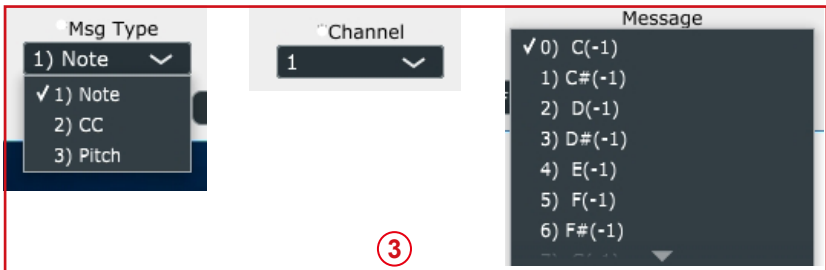 Msg Type
1) Note
✓ 1) Note
2) CC
3) Pitch
Channel
1
Message
✓ 0) C(-1)
1) C#(-1)
2) D(-1)
3) D#(-1)
4) E(-1)
5) F(-1)
6) F#(-1)
3